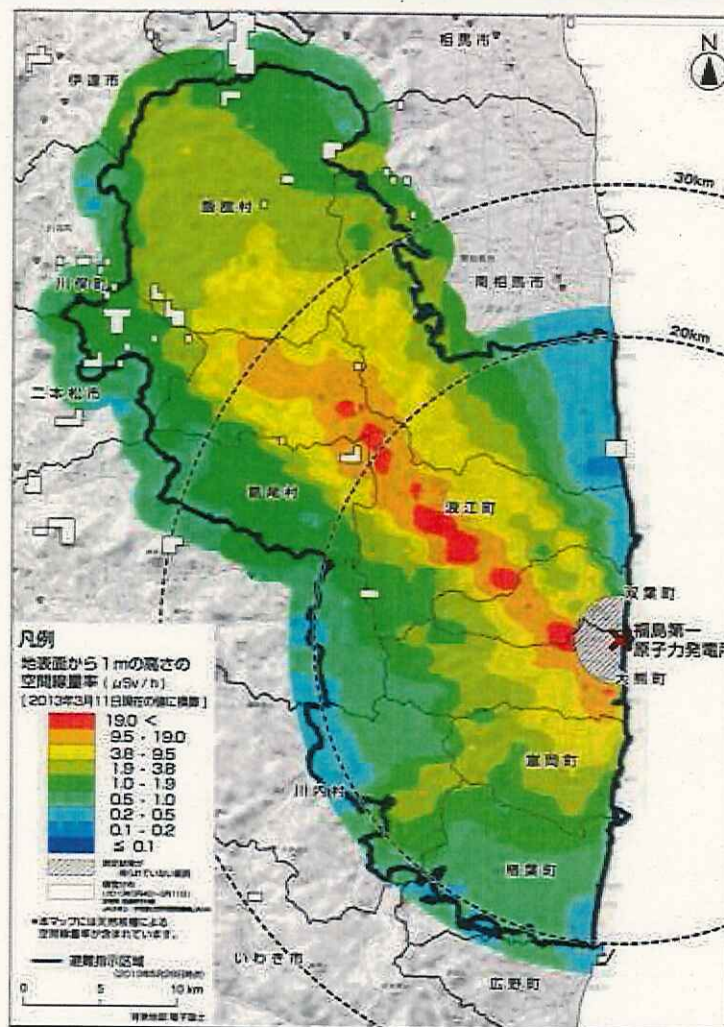 相馬市
N
伊達市
30km
飯舘村
川俣町
南相馬市
20km
二本松市
葛尾村
浪江町
双葉町
福島第一
原子力発電所
大熊町
凡例
地表面から1mの高さの
空間線量率 (μSv/h)
[2013年3月11日現在の値に換算]
19.0 <
9.5 - 19.0
3.8 - 9.5
1.9 - 3.8
1.0 - 1.9
0.5 - 1.0
0.2 - 0.5
0.1 - 0.2
≤ 0.1
富岡町
川内村
楢葉町
※本マップには天然核種による
空間線量率が含まれています。
避難指示区域
いわき市
広野町
0 5 10 km
背景地図:電子国土